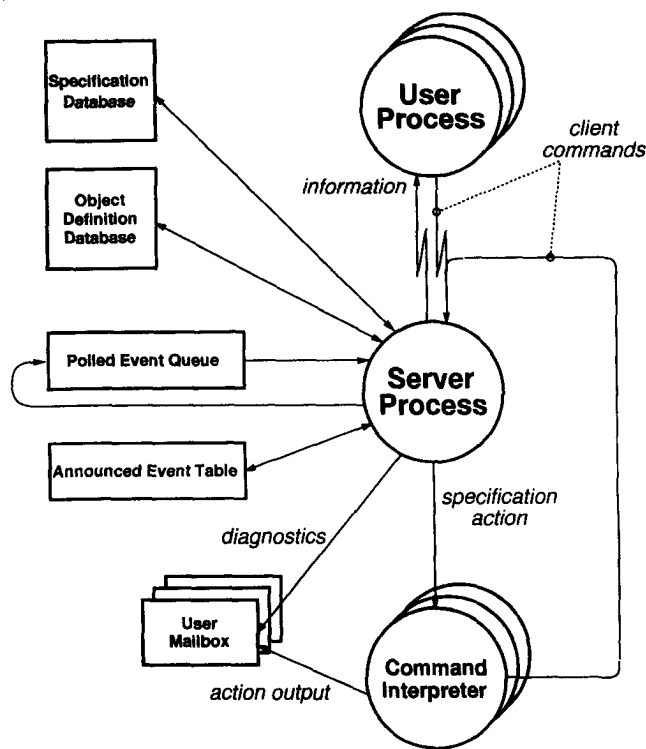 Specification
Database
User
Process
client
commands
information
Object
Definition
Database
Polled Event Queue
Server
Process
Announced Event Table
specification
action
diagnostics
User
Mailbox
Command
Interpreter
action output